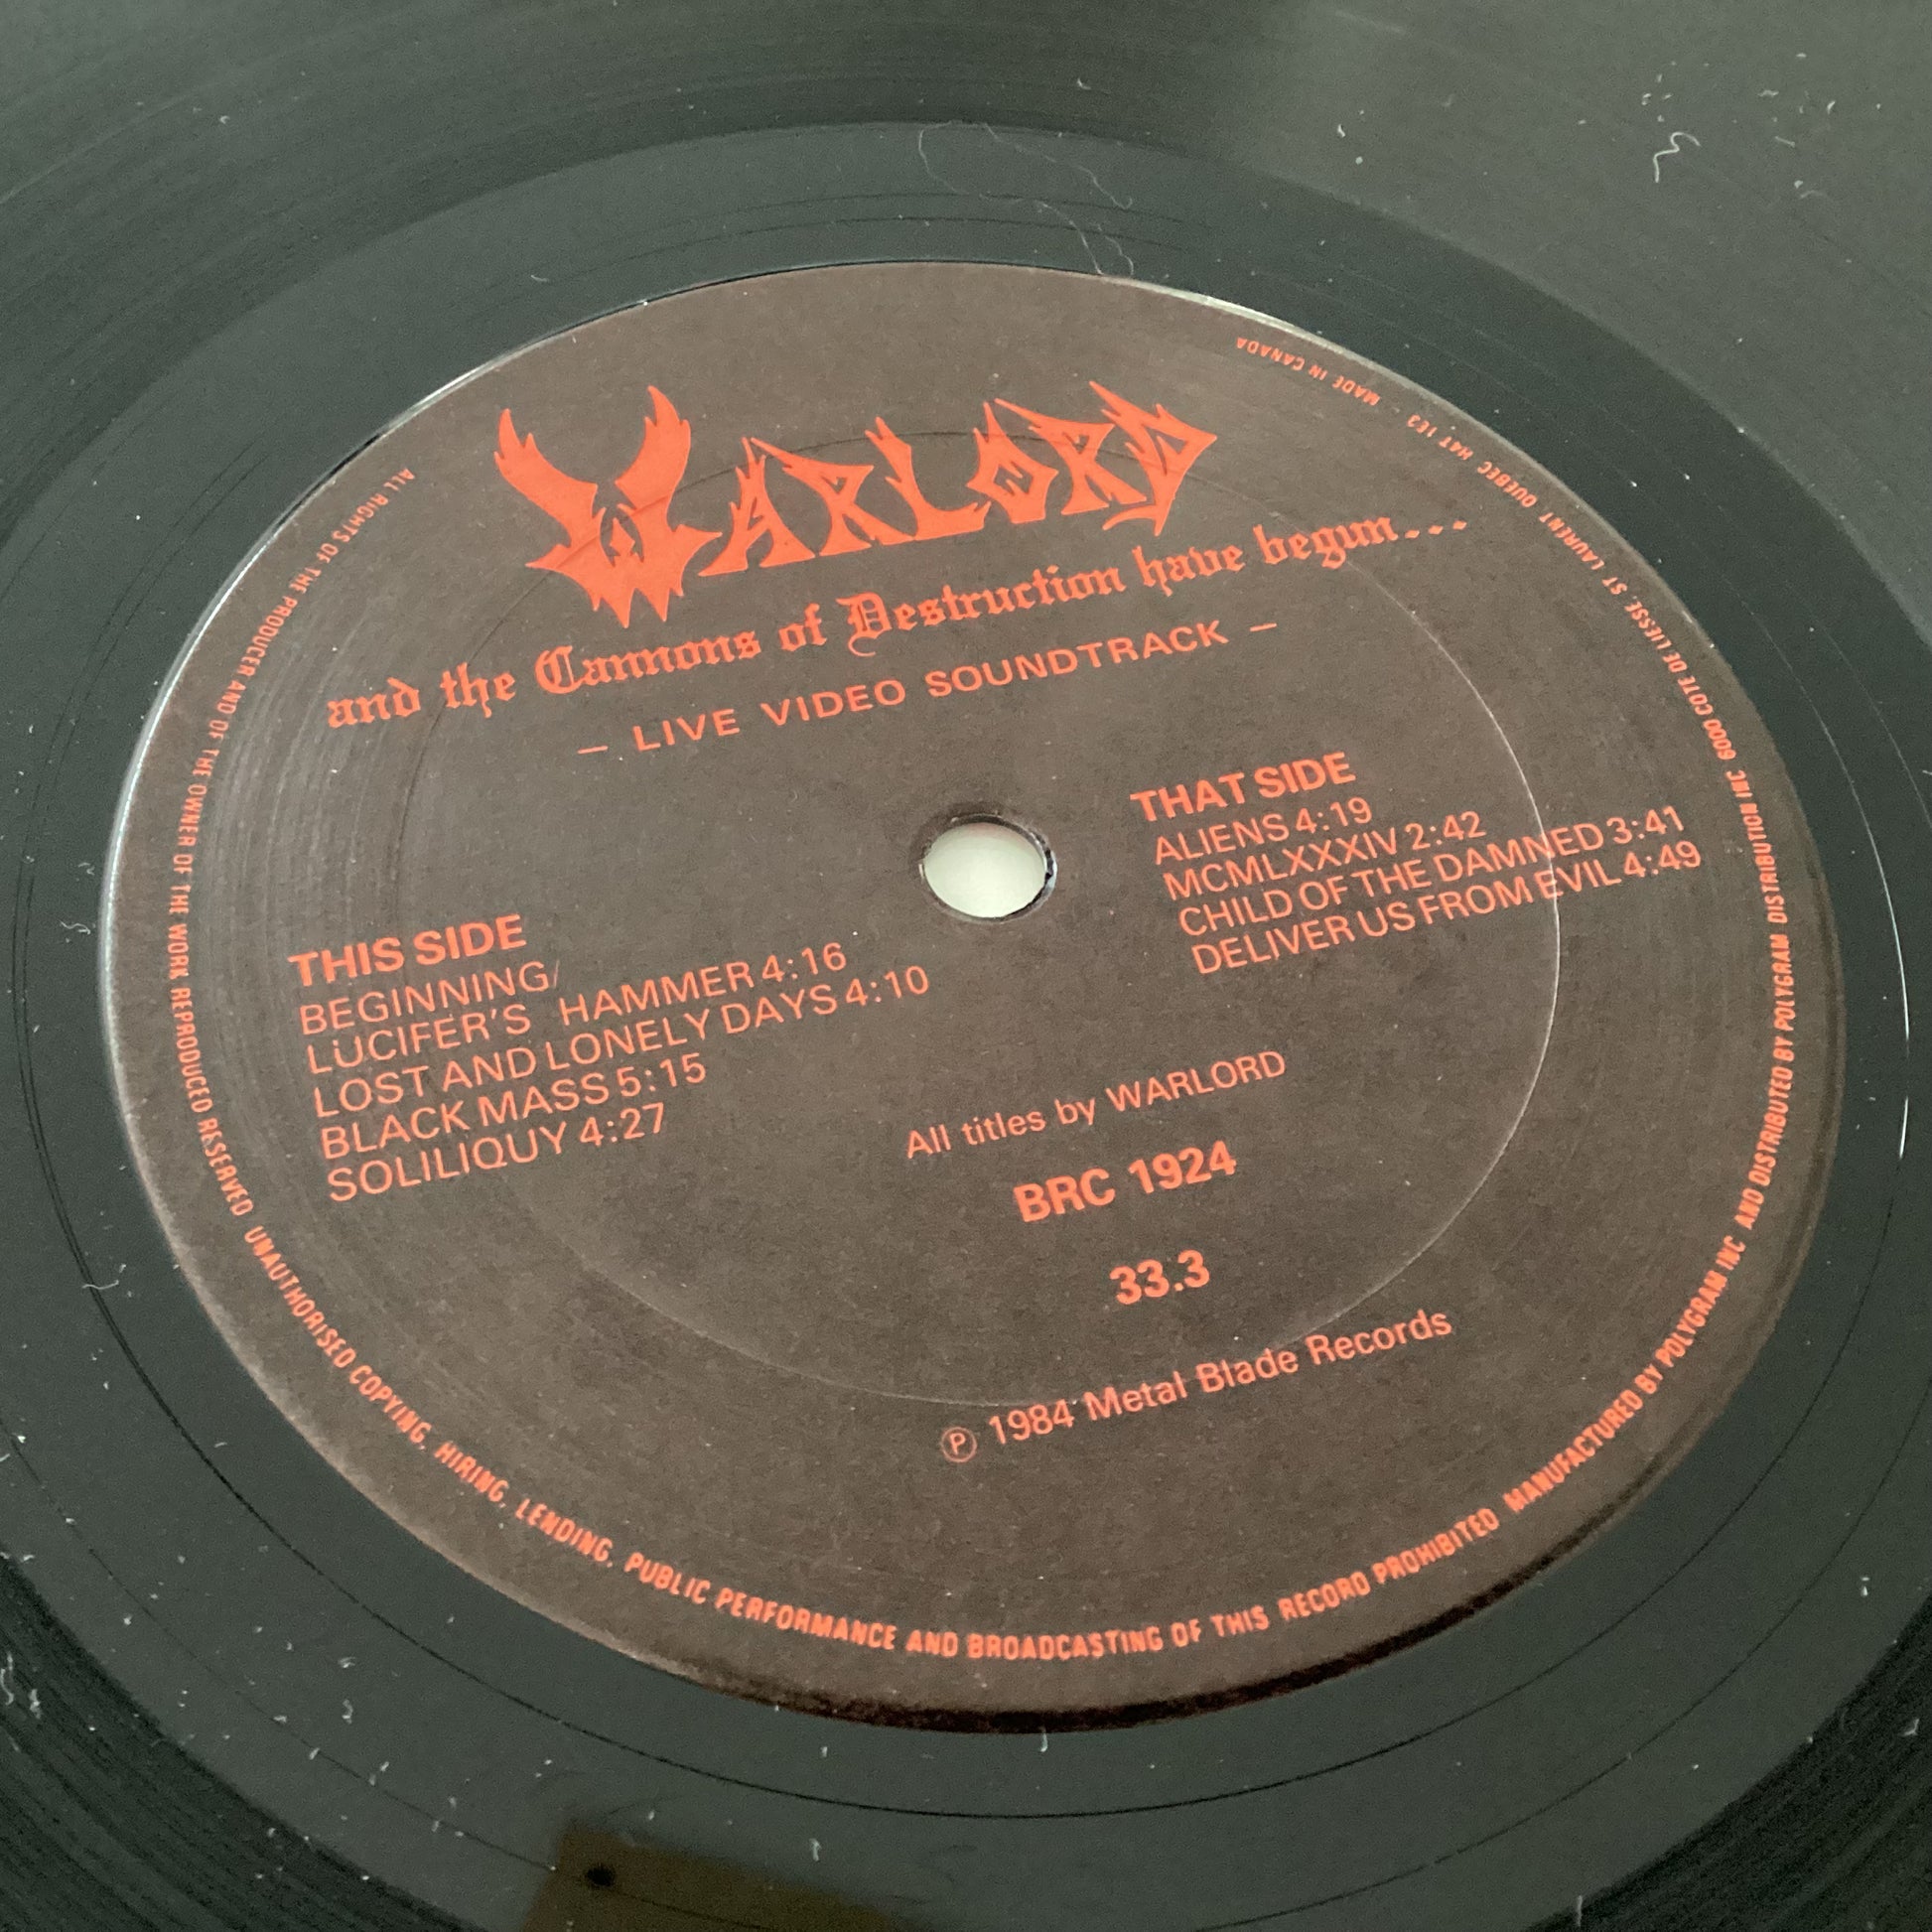 WARLORD
and the Cannons of Destruction have begun...
– LIVE VIDEO SOUNDTRACK –
THIS SIDE
BEGINNING/
LUCIFER'S HAMMER 4:16
LOST AND LONELY DAYS 4:10
BLACK MASS 5:15
SOLILIQUY 4:27
THAT SIDE
ALIENS 4:19
MCMLXXXIV 2:42
CHILD OF THE DAMNED 3:41
DELIVER US FROM EVIL 4:49
All titles by WARLORD
BRC 1924
33.3
℗ 1984 Metal Blade Records
ALL RIGHTS OF THE PRODUCER AND OF THE OWNER OF THE WORK REPRODUCED RESERVED UNAUTHORISED COPYING, HIRING, LENDING, PUBLIC PERFORMANCE AND BROADCASTING OF THIS RECORD PROHIBITED MANUFACTURED BY POLYGRAM INC AND DISTRIBUTED BY POLYGRAM DISTRIBUTION INC 6000 COTE DE LIESSE ST LAURENT QUEBEC H4T 1E3 - MADE IN CANADA